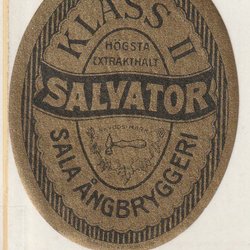 KLASS II
HÖGSTA
EXTRAKTHALT
SALVATOR
SALA ÅNGBRYGGERI